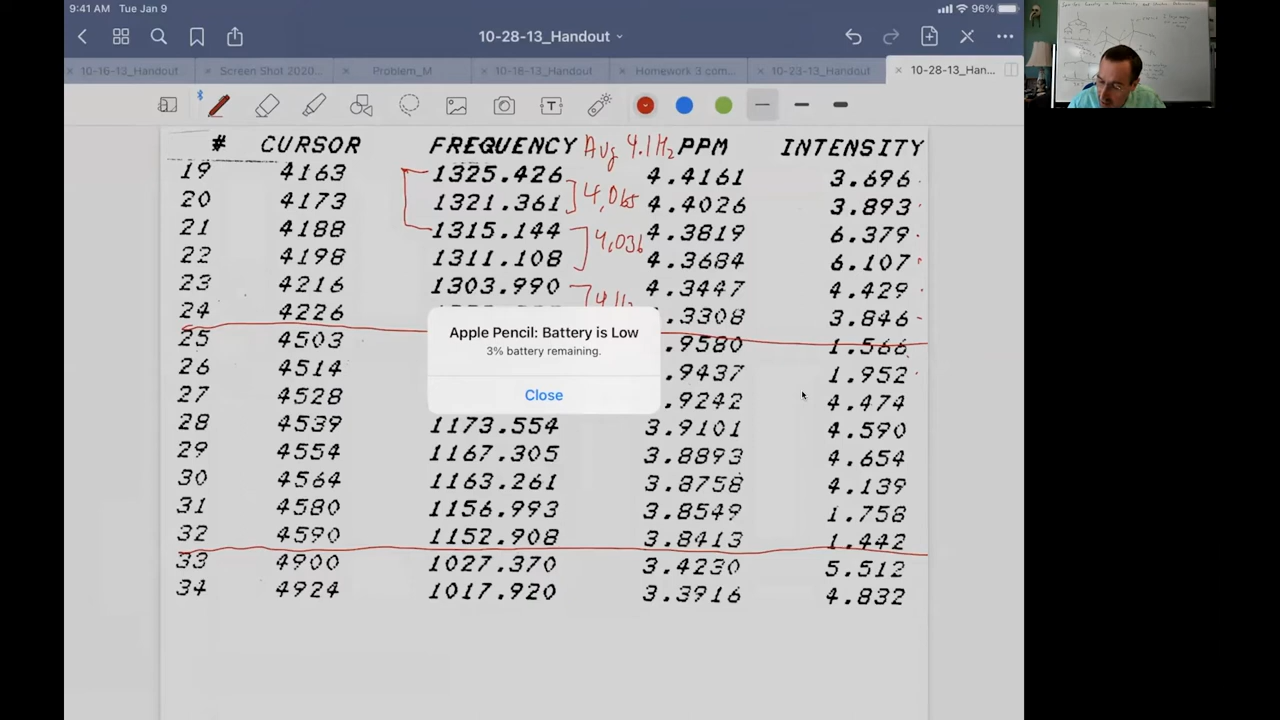 9:41 AM Tue Jan 9 96%
10-28-13_Handout
10-16-13_Handout Screen Shot 2020... Problem_M 10-18-13_Handout Homework 3 com... 10-23-13_Handout 10-28-13_Han...
# CURSOR FREQUENCY Avg 4.1Hz PPM INTENSITY
19 4163 1325.426 4.4161 3.696
4.065
20 4173 1321.361 4.4026 3.893
21 4188 1315.144 4.3819 6.379
4.036
22 4198 1311.108 4.3684 6.107
23 4216 1303.990 4.3447 4.429
24 4226 .3308 3.846
25 4503 .9580 1.566
26 4514 .9437 1.952
27 4528 .9242 4.474
28 4539 1173.554 3.9101 4.590
29 4554 1167.305 3.8893 4.654
30 4564 1163.261 3.8758 4.139
31 4580 1156.993 3.8549 1.758
32 4590 1152.908 3.8413 1.442
33 4900 1027.370 3.4230 5.512
34 4924 1017.920 3.3916 4.832
Apple Pencil: Battery is Low
3% battery remaining.
Close